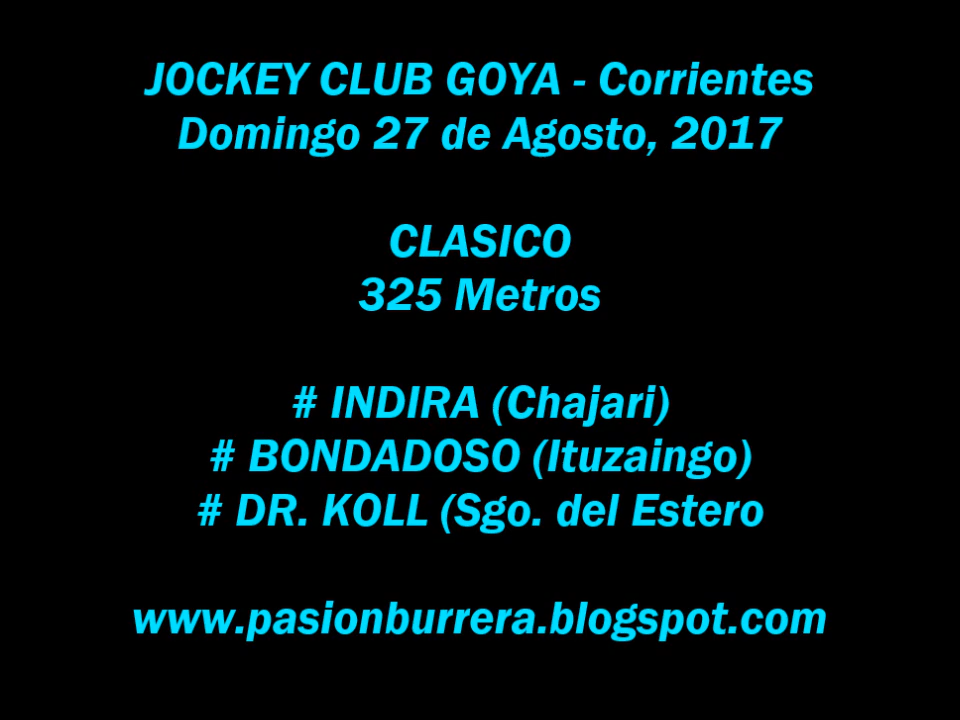 JOCKEY CLUB GOYA - Corrientes
Domingo 27 de Agosto, 2017
CLASICO
325 Metros
# INDIRA (Chajari)
# BONDADOSO (Ituzaingo)
# DR. KOLL (Sgo. del Estero
www.pasionburrera.blogspot.com